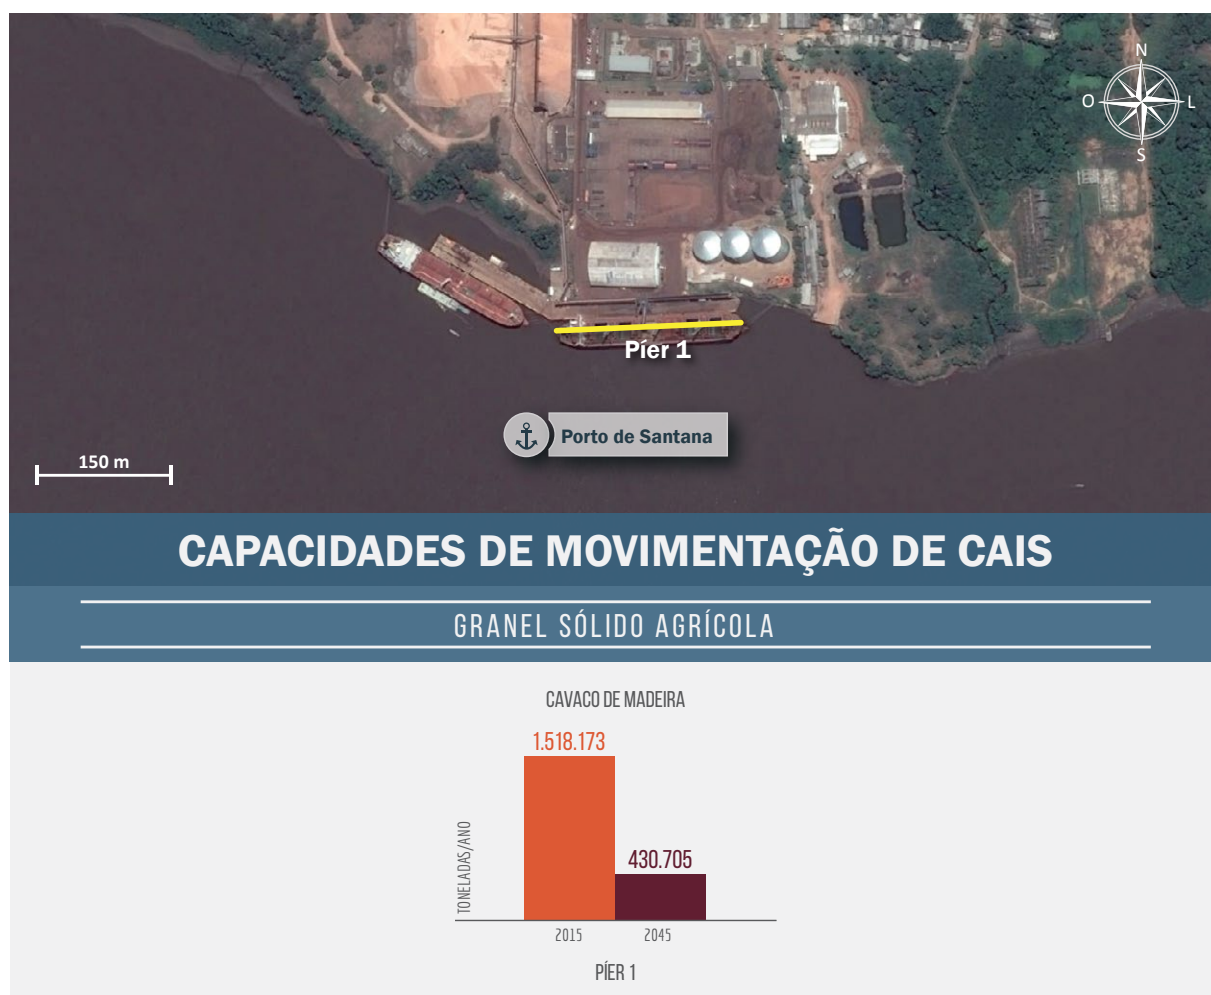 N
O
L
S
Píer 1
Porto de Santana
150 m
CAPACIDADES DE MOVIMENTAÇÃO DE CAIS
GRANEL SÓLIDO AGRÍCOLA
CAVACO DE MADEIRA
1.518.173
430.705
TONELADAS/ANO
2015
2045
PÍER 1